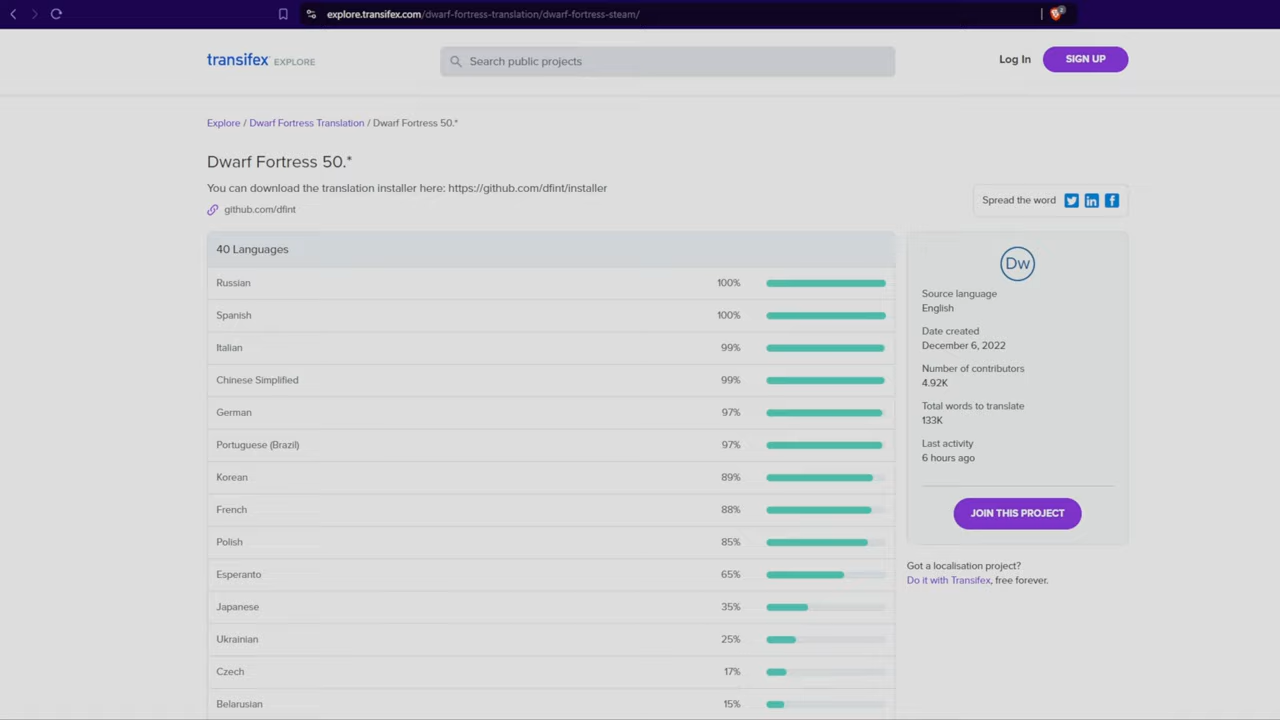 explore.transifex.com/dwarf-fortress-translation/dwarf-fortress-steam/
2
transifex EXPLORE
Search public projects
Log In
SIGN UP
Explore / Dwarf Fortress Translation / Dwarf Fortress 50.*
Dwarf Fortress 50.*
You can download the translation installer here: https://github.com/dfint/installer
github.com/dfint
Spread the word
40 Languages
Russian 100%
Spanish 100%
Italian 99%
Chinese Simplified 99%
German 97%
Portuguese (Brazil) 97%
Korean 89%
French 88%
Polish 85%
Esperanto 65%
Japanese 35%
Ukrainian 25%
Czech 17%
Belarusian 15%
Dw
Source language
English
Date created
December 6, 2022
Number of contributors
4.92K
Total words to translate
133K
Last activity
6 hours ago
JOIN THIS PROJECT
Got a localisation project?
Do it with Transifex, free forever.